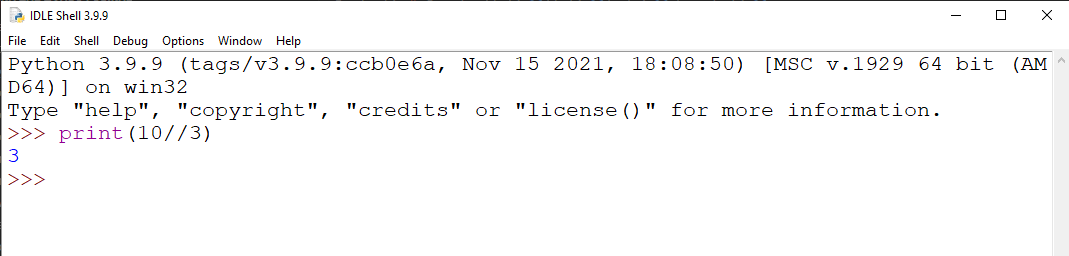 IDLE Shell 3.9.9
File Edit Shell Debug Options Window Help
Python 3.9.9 (tags/v3.9.9:ccb0e6a, Nov 15 2021, 18:08:50) [MSC v.1929 64 bit (AM
D64)] on win32
Type "help", "copyright", "credits" or "license()" for more information.
>>> print(10//3)
3
>>>